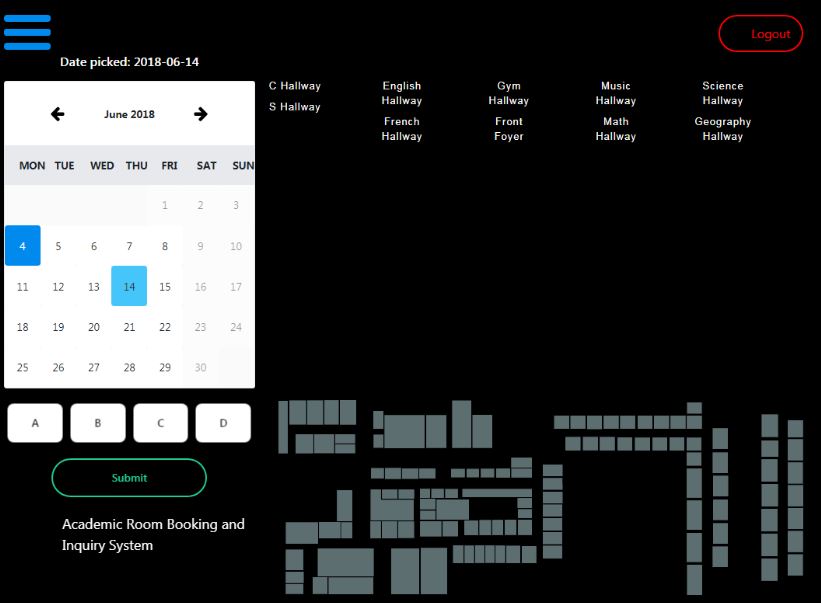 Logout
Date picked: 2018-06-14
June 2018
MON TUE WED THU FRI SAT SUN
1 2 3
4 5 6 7 8 9 10
11 12 13 14 15 16 17
18 19 20 21 22 23 24
25 26 27 28 29 30
A B C D
Submit
Academic Room Booking and
Inquiry System
C Hallway
S Hallway
English
Hallway
French
Hallway
Gym
Hallway
Front
Foyer
Music
Hallway
Math
Hallway
Science
Hallway
Geography
Hallway